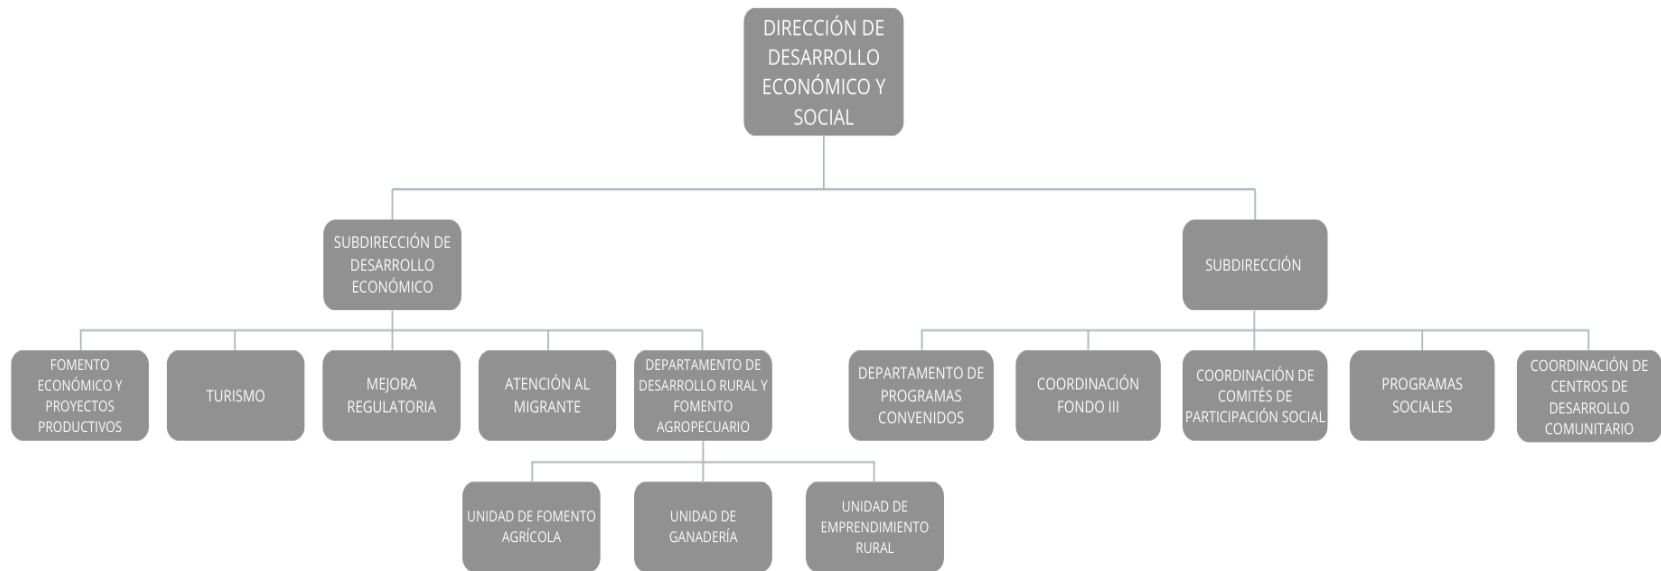 DIRECCIÓN DE
DESARROLLO
ECONÓMICO Y
SOCIAL
SUBDIRECCIÓN DE
DESARROLLO
ECONÓMICO
SUBDIRECCIÓN
FOMENTO
ECONÓMICO Y
PROYECTOS
PRODUCTIVOS
TURISMO
MEJORA
REGULATORIA
ATENCIÓN AL
MIGRANTE
DEPARTAMENTO DE
DESARROLLO RURAL Y
FOMENTO
AGROPECUARIO
DEPARTAMENTO DE
PROGRAMAS
CONVENIDOS
COORDINACIÓN
FONDO III
COORDINACIÓN DE
COMITÉS DE
PARTICIPACIÓN SOCIAL
PROGRAMAS
SOCIALES
COORDINACIÓN DE
CENTROS DE
DESARROLLO
COMUNITARIO
UNIDAD DE FOMENTO
AGRÍCOLA
UNIDAD DE
GANADERÍA
UNIDAD DE
EMPRENDIMIENTO
RURAL